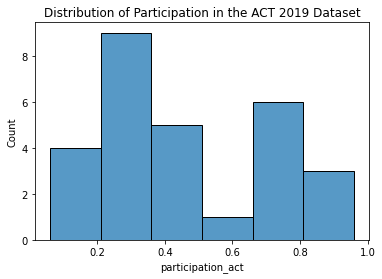 Distribution of Participation in the ACT 2019 Dataset
8
6
4
2
0
Count
0.2 0.4 0.6 0.8 1.0
participation_act